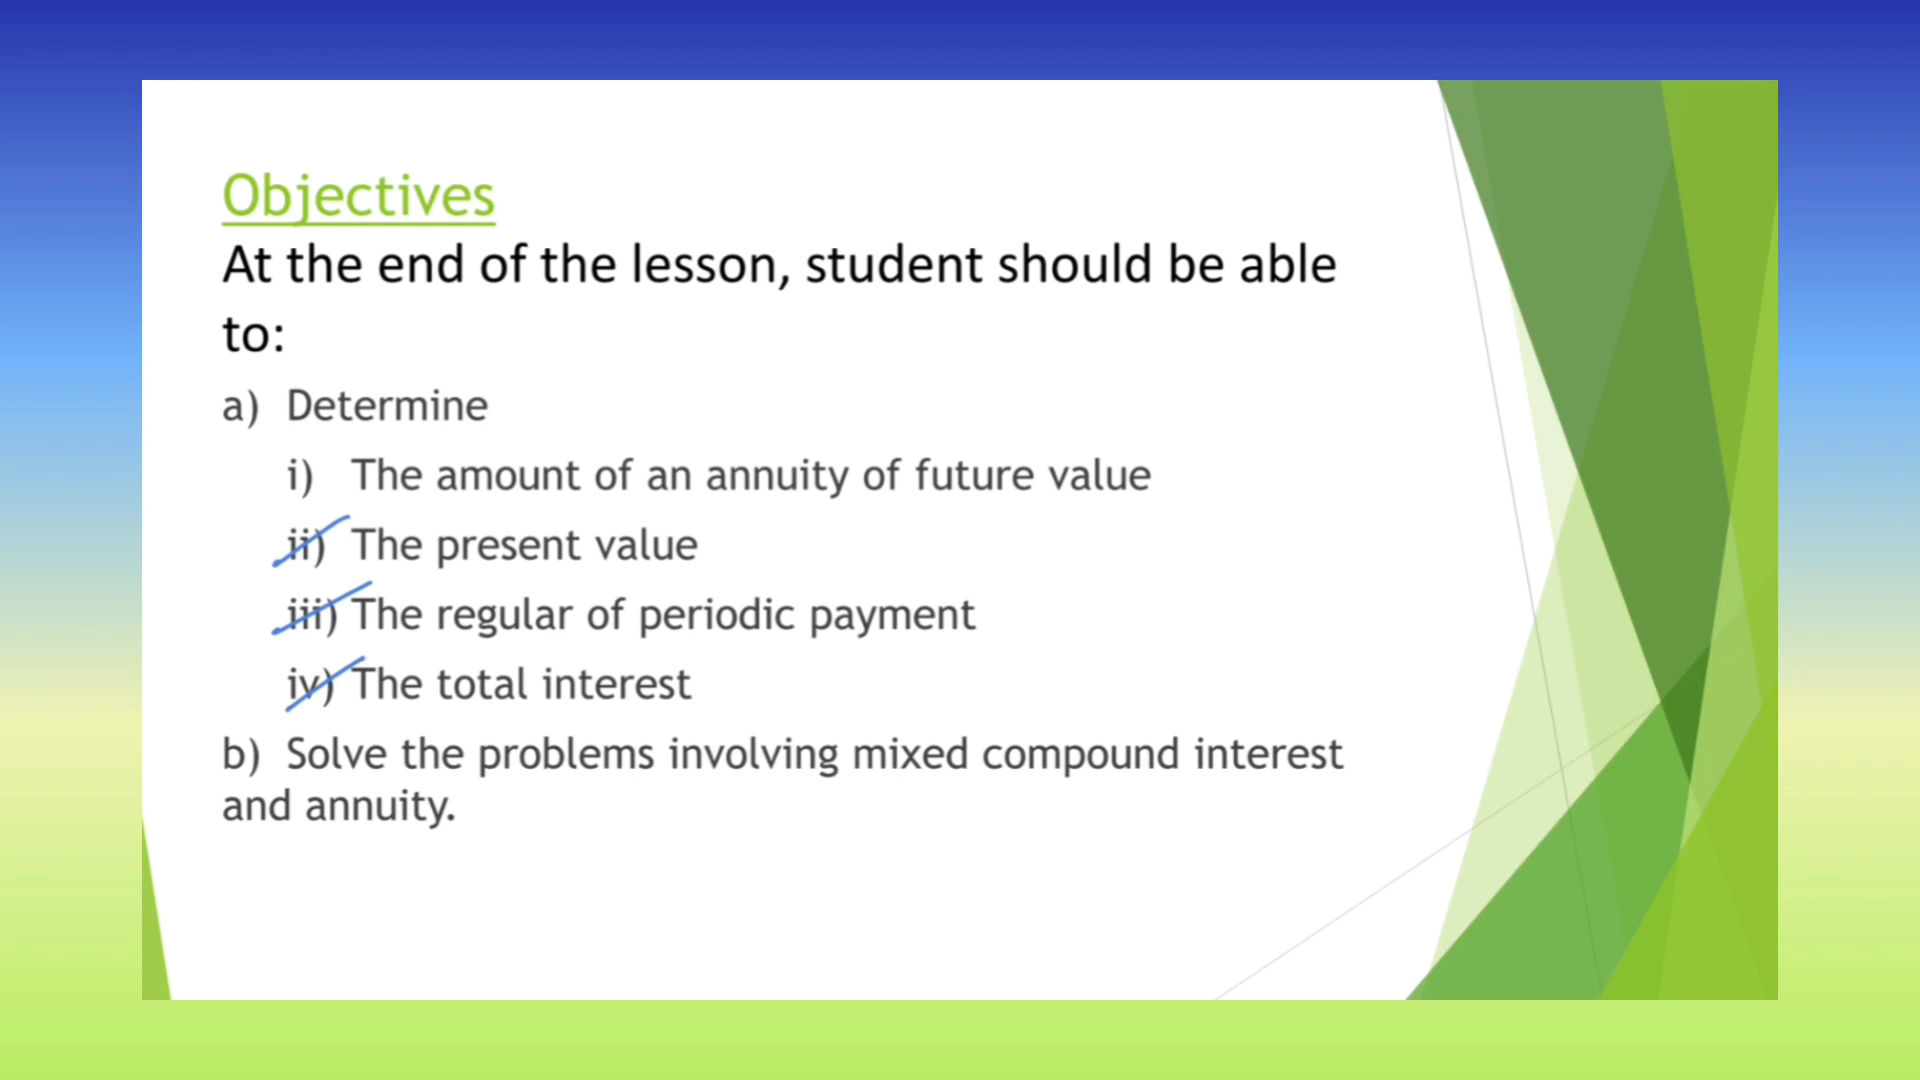 Objectives
At the end of the lesson, student should be able
to:
a) Determine
i) The amount of an annuity of future value
ii) The present value
iii) The regular of periodic payment
iv) The total interest
b) Solve the problems involving mixed compound interest
and annuity.